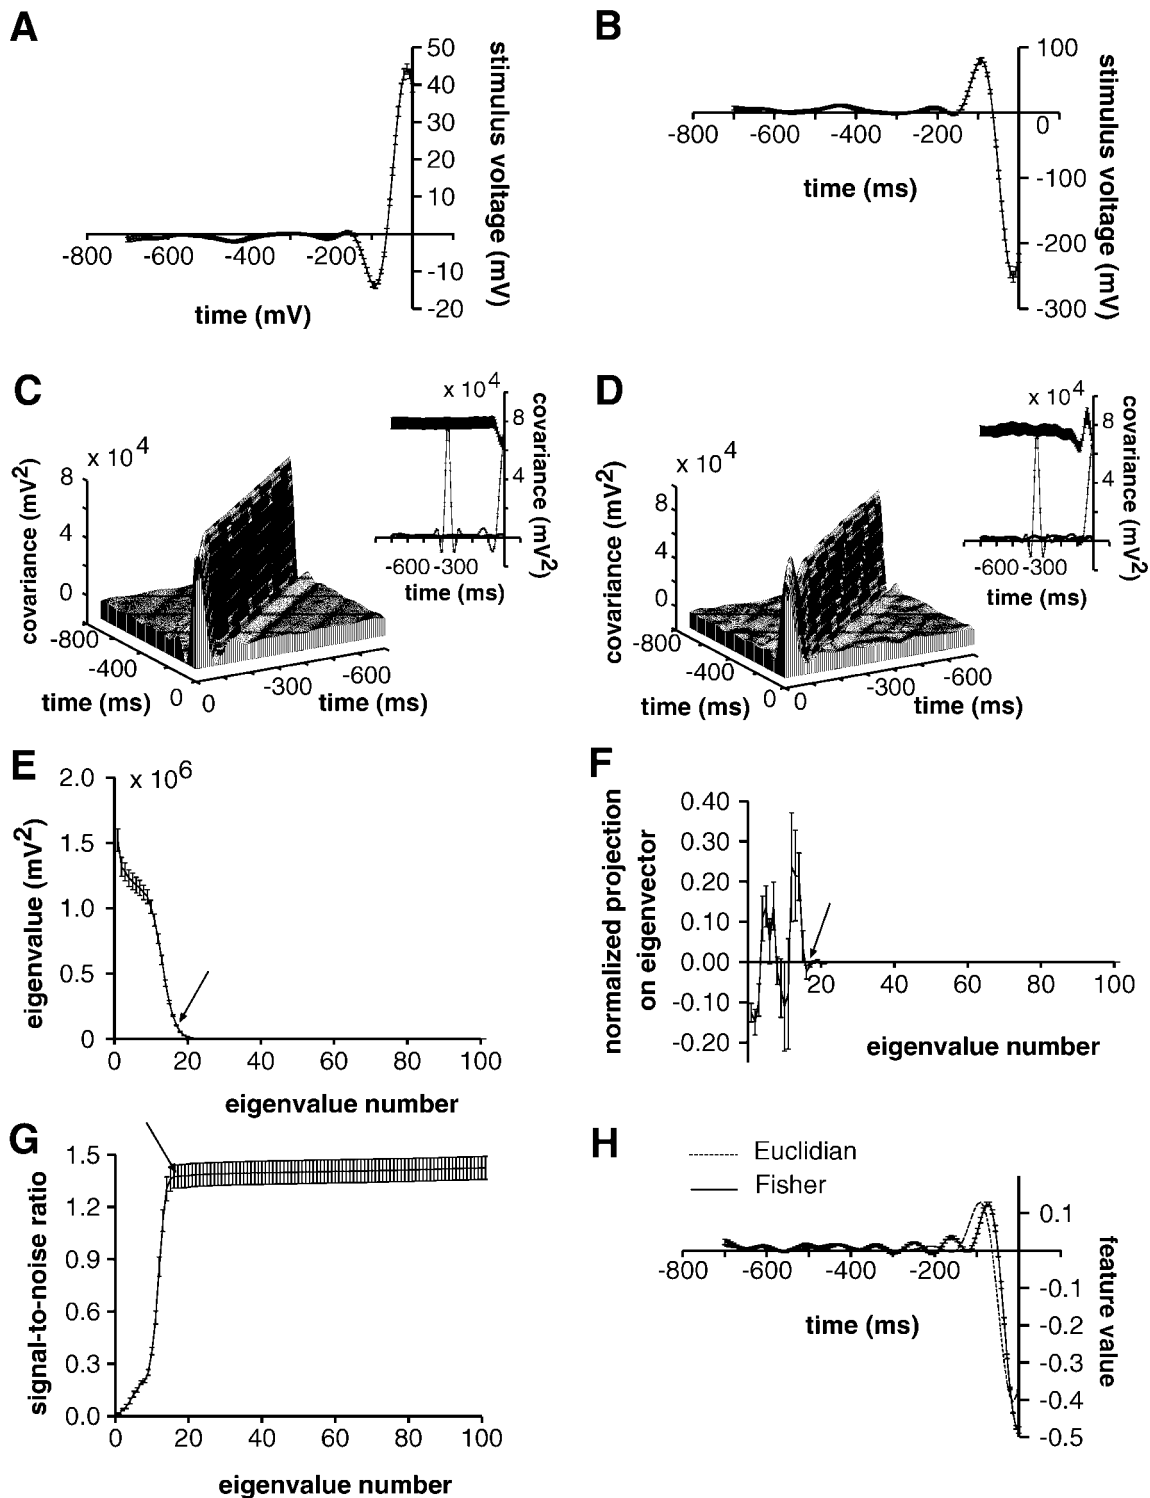 A
50
40
30
20
10
-10
-20
stimulus voltage (mV)
-800
-600
-400
-200
time (mV)
B
100
0
-100
-200
-300
stimulus voltage (mV)
-800
-600
-400
-200
time (ms)
C
x 10^4
covariance (mV^2)
8
4
0
-800
-400
0
time (ms)
0
-300
-600
time (ms)
x 10^4
8
4
covariance (mV^2)
-600
-300
time (ms)
D
x 10^4
covariance (mV^2)
8
4
0
-800
-400
0
time (ms)
0
-300
-600
time (ms)
x 10^4
8
4
covariance (mV^2)
-600
-300
time (ms)
E
x 10^6
eigenvalue (mV^2)
2.0
1.5
1.0
0.5
0
0
20
40
60
80
100
eigenvalue number
F
normalized projection
on eigenvector
0.40
0.30
0.20
0.10
0.00
-0.10
-0.20
20
40
60
80
100
eigenvalue number
G
signal-to-noise ratio
1.5
1.2
0.9
0.6
0.3
0.0
0
20
40
60
80
100
eigenvalue number
H
Euclidian
Fisher
0.1
-0.1
-0.2
-0.3
-0.4
-0.5
feature value
-800
-600
-400
-200
time (ms)